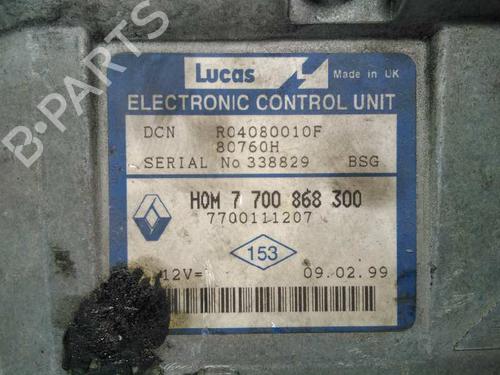 Lucas Made in UK
ELECTRONIC CONTROL UNIT
DCN R04080010F
80760H
SERIAL No 338829 BSG
HOM 7 700 868 300
7700111207
153
12V= 09.02.99
B-PARTS